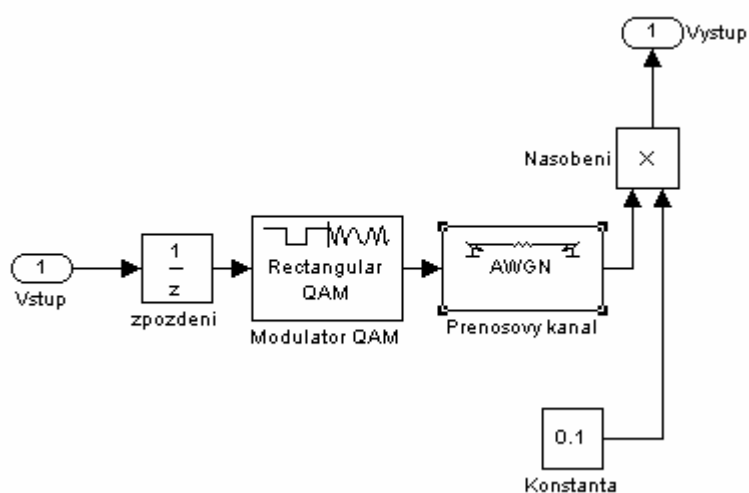 1
Vystup
Nasobeni
×
1
Vstup
1
z
zpozdeni
Rectangular
QAM
Modulator QAM
AWGN
Prenosovy kanal
0.1
Konstanta